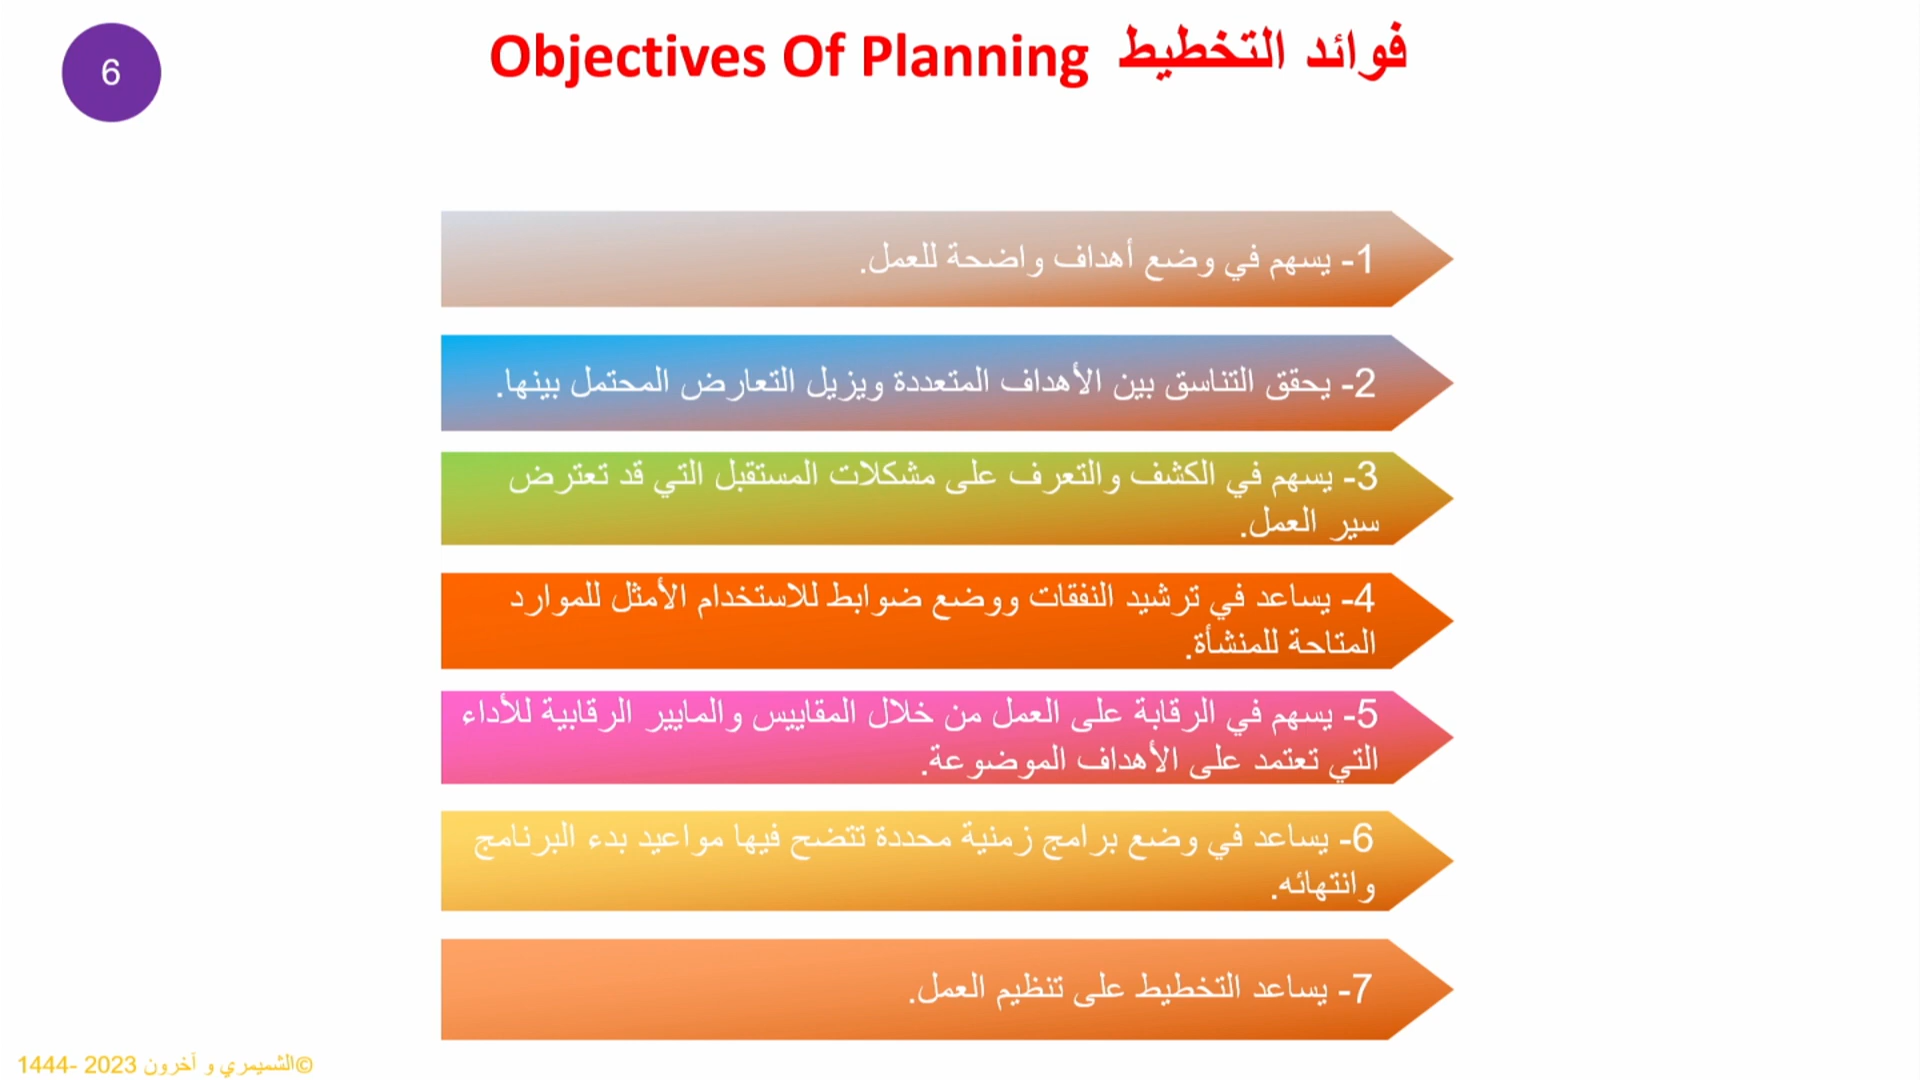 6
فوائد التخطيط Objectives Of Planning
1- يسهم في وضع أهداف واضحة للعمل.
2- يحقق التناسق بين الأهداف المتعددة ويزيل التعارض المحتمل بينها.
3- يسهم في الكشف والتعرف على مشكلات المستقبل التي قد تعترض
سير العمل.
4- يساعد في ترشيد النفقات ووضع ضوابط للاستخدام الأمثل للموارد
المتاحة للمنشأة.
5- يسهم في الرقابة على العمل من خلال المقاييس والمايير الرقابية للأداء
التي تعتمد على الأهداف الموضوعة.
6- يساعد في وضع برامج زمنية محددة تتضح فيها مواعيد بدء البرنامج
وانتهائه.
7- يساعد التخطيط على تنظيم العمل.
©الشميمري و آخرون 2023 -1444